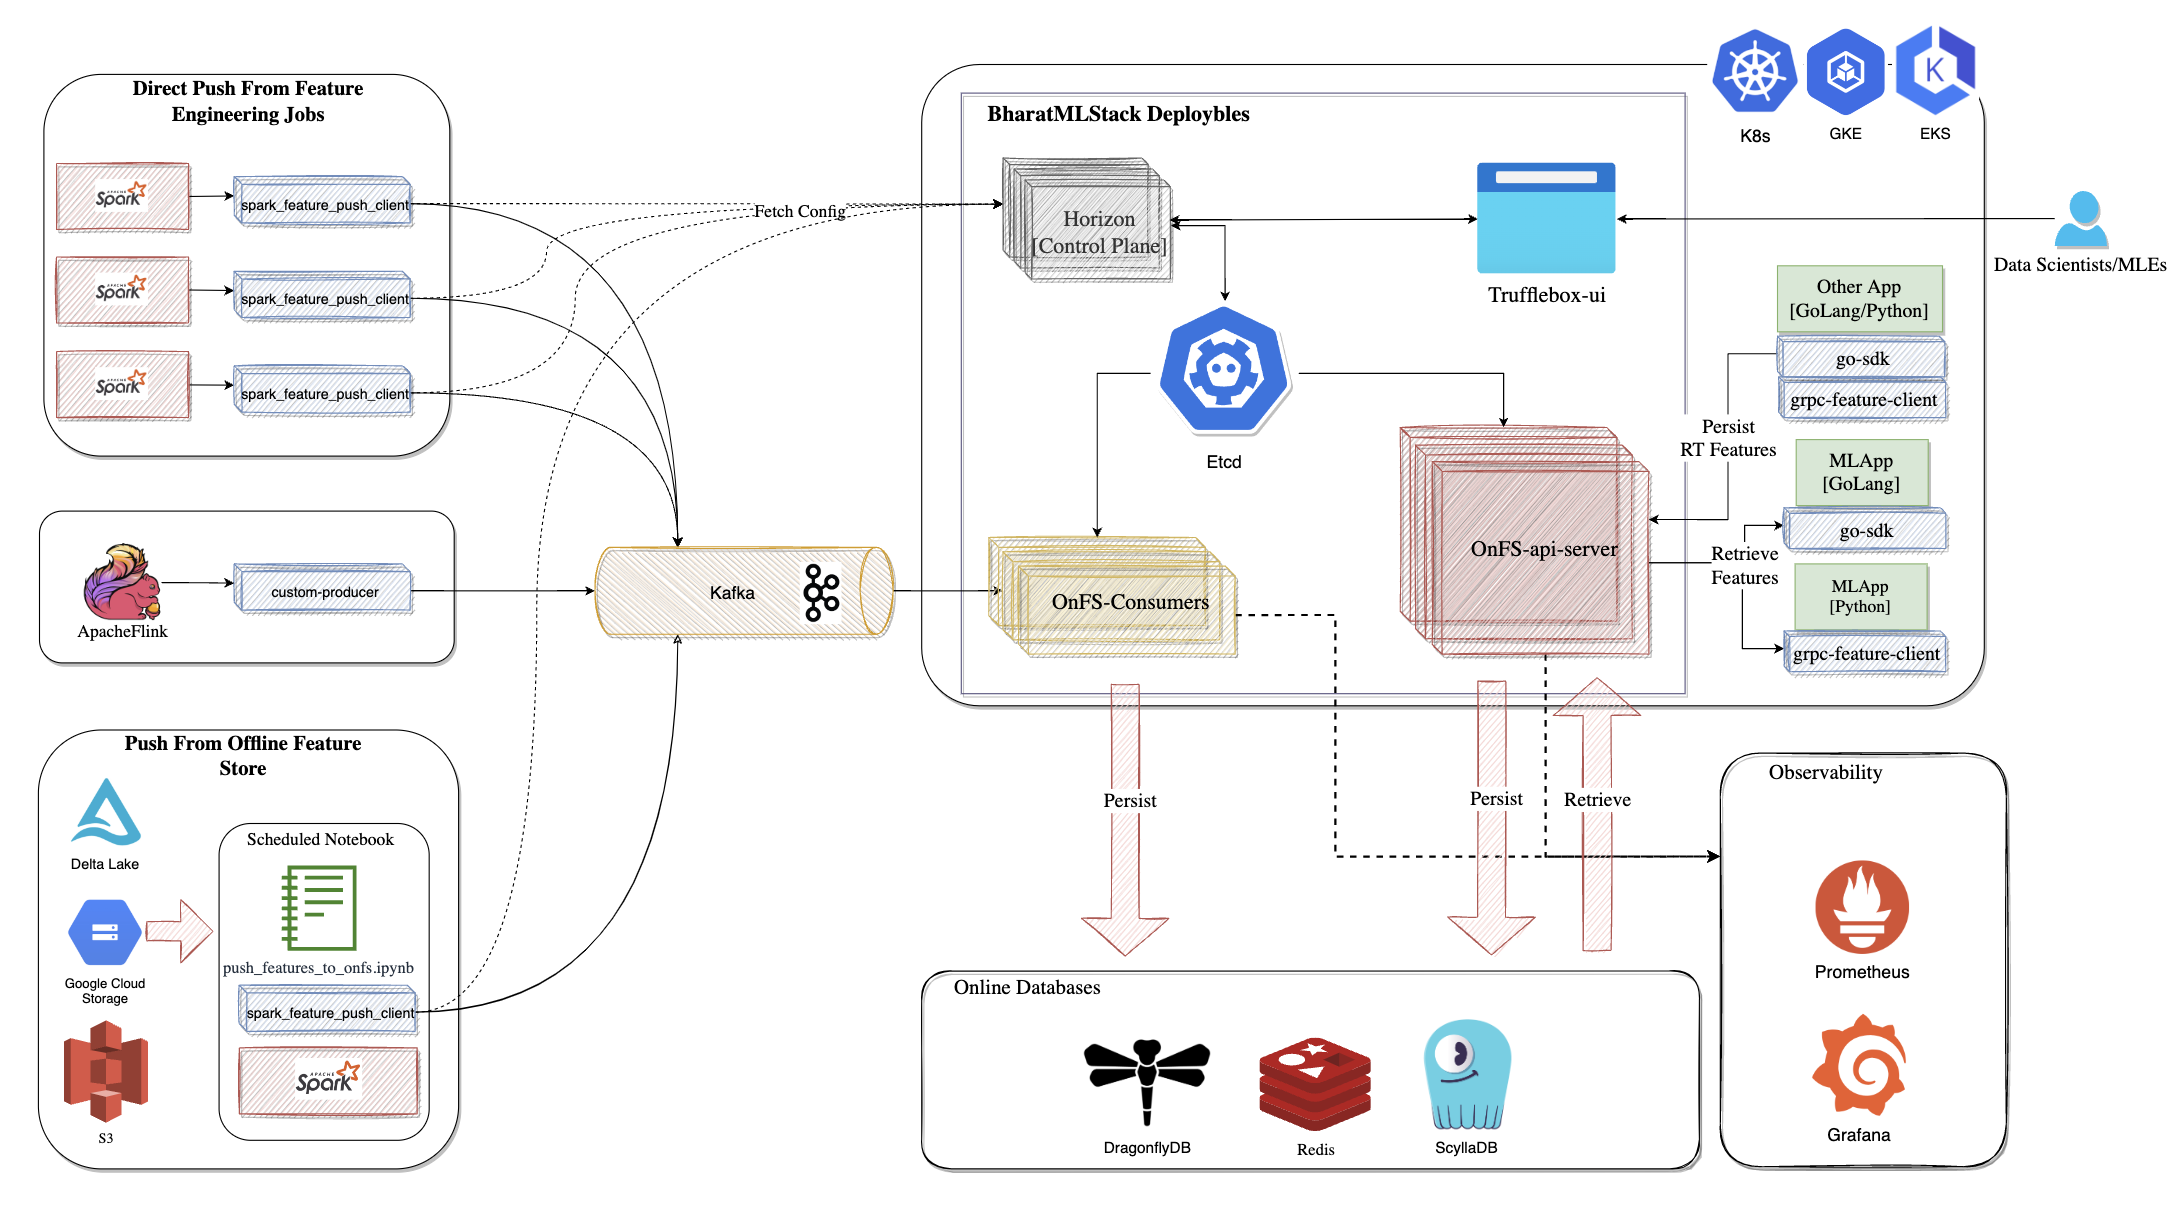 Direct Push From Feature
Engineering Jobs
APACHE
Spark
spark_feature_push_client
APACHE
Spark
spark_feature_push_client
APACHE
Spark
spark_feature_push_client
ApacheFlink
custom-producer
Push From Offline Feature
Store
Delta Lake
Google Cloud
Storage
S3
Scheduled Notebook
push_features_to_onfs.ipynb
spark_feature_push_client
APACHE
Spark
Fetch Config
Kafka
BharatMLStack Deploybles
Horizon
[Control Plane]
Trufflebox-ui
Etcd
OnFS-Consumers
OnFS-api-server
K8s
GKE
K
EKS
Data Scientists/MLEs
Other App
[GoLang/Python]
go-sdk
grpc-feature-client
Persist
RT Features
MLApp
[GoLang]
go-sdk
Retrieve
Features
MLApp
[Python]
grpc-feature-client
Persist
Persist
Retrieve
Online Databases
DragonflyDB
Redis
ScyllaDB
Observability
Prometheus
Grafana